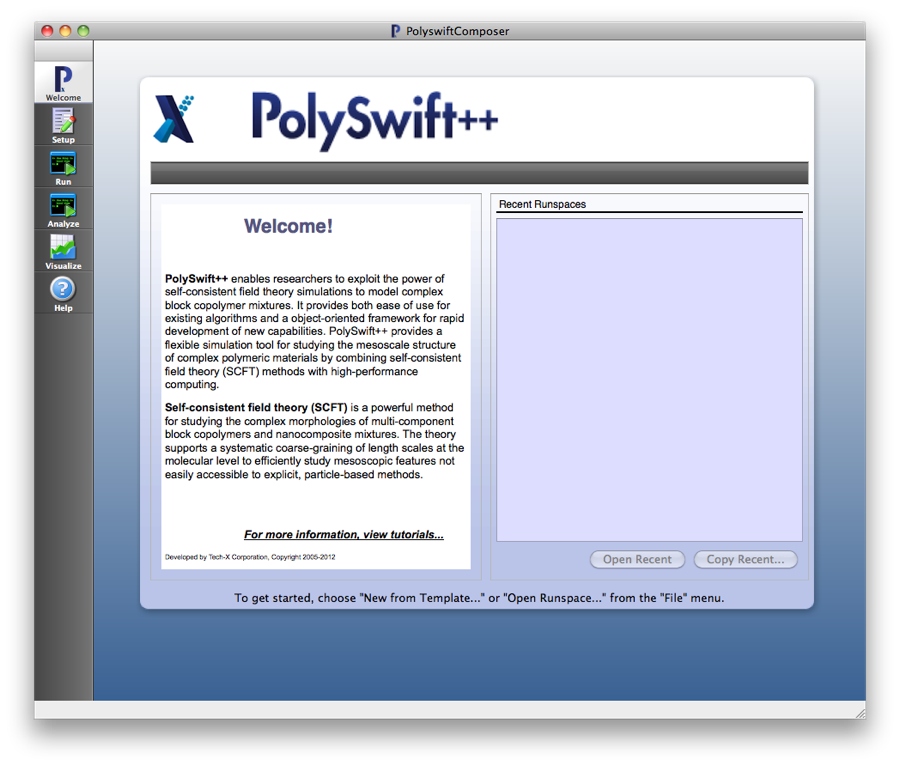 PolyswiftComposer
Welcome
Setup
Run
Analyze
Visualize
Help
PolySwift++
Welcome!
PolySwift++ enables researchers to exploit the power of
self-consistent field theory simulations to model complex
block copolymer mixtures. It provides both ease of use for
existing algorithms and a object-oriented framework for rapid
development of new capabilities. PolySwift++ provides a
flexible simulation tool for studying the mesoscale structure
of complex polymeric materials by combining self-consistent
field theory (SCFT) methods with high-performance
computing.
Self-consistent field theory (SCFT) is a powerful method
for studying the complex morphologies of multi-component
block copolymers and nanocomposite mixtures. The theory
supports a systematic coarse-graining of length scales at the
molecular level to efficiently study mesoscopic features not
easily accessible to explicit, particle-based methods.
For more information, view tutorials...
Developed by Tech-X Corporation, Copyright 2005-2012
Recent Runspaces
Open Recent
Copy Recent...
To get started, choose "New from Template..." or "Open Runspace..." from the "File" menu.